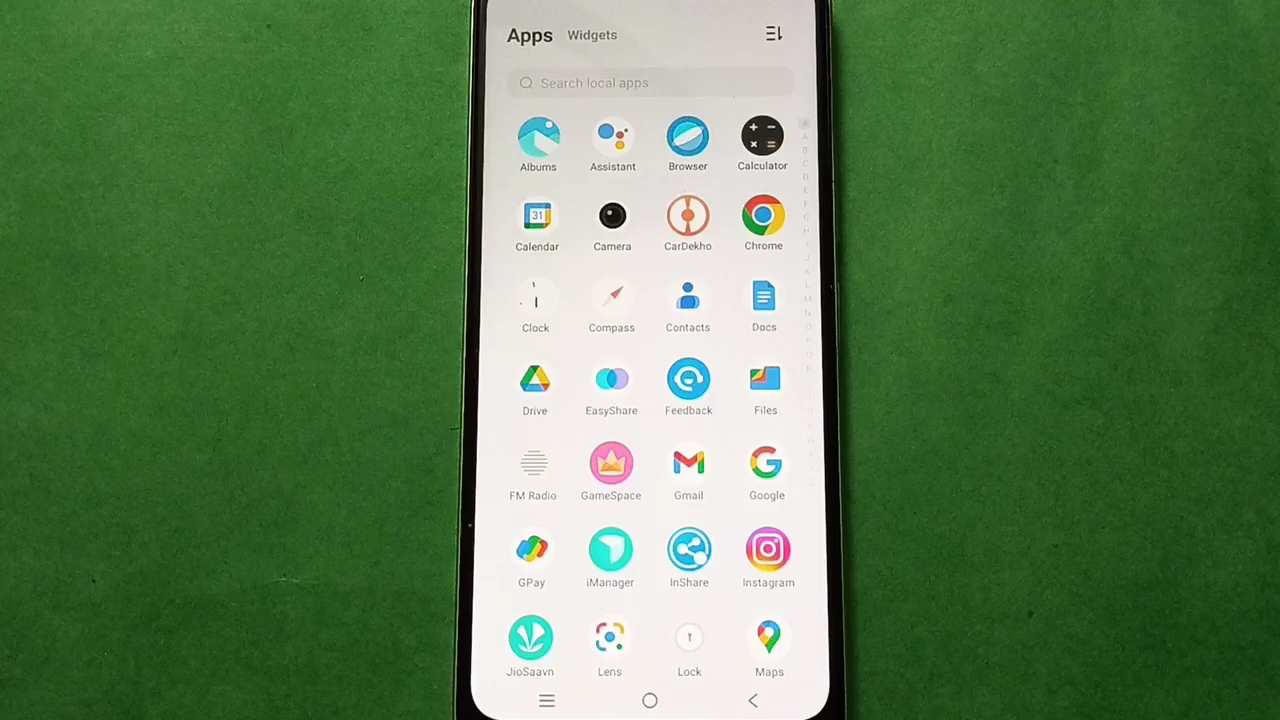 Apps Widgets
Search local apps
Albums Assistant Browser Calculator
31
Calendar Camera CarDekho Chrome
Clock Compass Contacts Docs
Drive EasyShare Feedback Files
FM Radio GameSpace Gmail Google
GPay iManager InShare Instagram
JioSaavn Lens Lock Maps